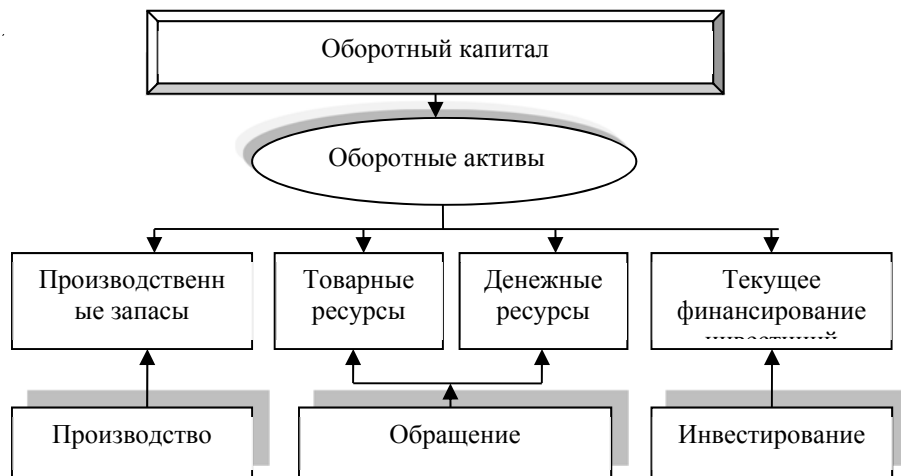 Оборотный капитал
Оборотные активы
Производственн
ые запасы
Товарные
ресурсы
Денежные
ресурсы
Текущее
финансирование
Производство
Обращение
Инвестирование